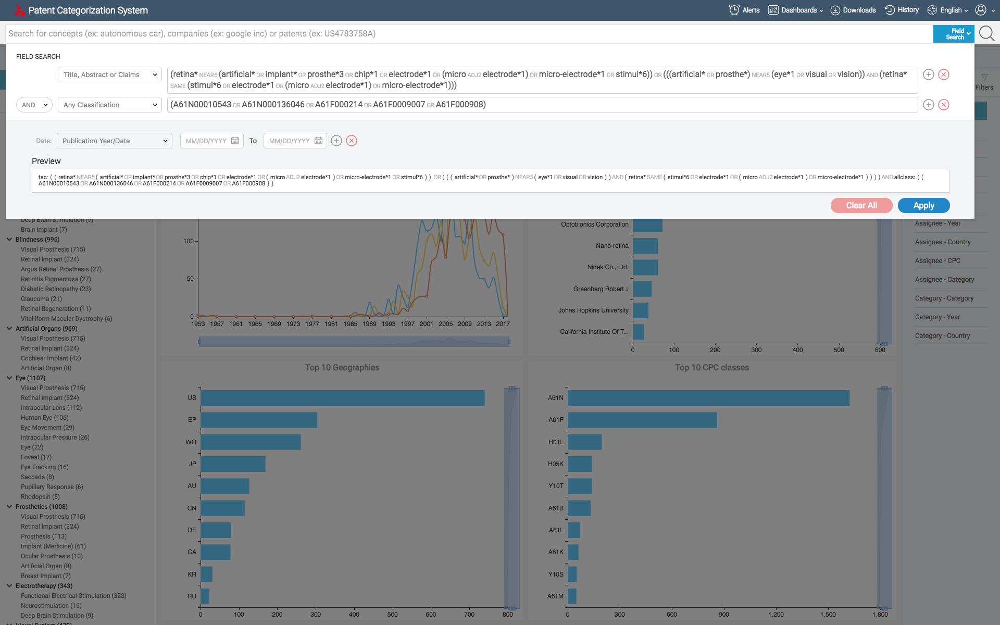 Patent Categorization System
Alerts
Dashboards
Downloads
History
English
Search for concepts (ex: autonomous car), companies (ex: google inc) or patents (ex: US4783758A)
Field Search
FIELD SEARCH
Title, Abstract or Claims
(retina* NEAR5 (artificial* OR implant* OR prosthe*3 OR chip*1 OR electrode*1 OR (micro ADJ2 electrode*1) OR micro-electrode*1 OR stimul*6)) OR (((artificial* OR prosthe*) NEAR5 (eye*1 OR visual OR vision)) AND (retina*
SAME (stimul*6 OR electrode*1 OR (micro ADJ2 electrode*1) OR micro-electrode*1)))
AND
Any Classification
(A61N00010543 OR A61N000136046 OR A61F000214 OR A61F0009007 OR A61F000908)
Filters
Date:
Publication Year/Date
MM/DD/YYYY
To
MM/DD/YYYY
Preview
tac: ( ( retina* NEAR5 ( artificial* OR implant* OR prosthe*3 OR chip*1 OR electrode*1 OR ( micro ADJ2 electrode*1 ) OR micro-electrode*1 OR stimul*6 ) ) OR ( ( ( artificial* OR prosthe* ) NEAR5 ( eye*1 OR visual OR vision ) ) AND ( retina* SAME ( stimul*6 OR electrode*1 OR ( micro ADJ2 electrode*1 ) OR micro-electrode*1 ) ) ) ) AND allclass: ( (
A61N00010543 OR A61N000136046 OR A61F000214 OR A61F0009007 OR A61F000908 ) )
Clear All
Apply
Deep Brain Stimulation (9)
Brain Implant (7)
Blindness (995)
Visual Prosthesis (715)
Retinal Implant (324)
Argus Retinal Prosthesis (27)
Retinitis Pigmentosa (27)
Diabetic Retinopathy (23)
Glaucoma (21)
Retinal Regeneration (11)
Vitelliform Macular Dystrophy (6)
Artificial Organs (969)
Visual Prosthesis (715)
Retinal Implant (324)
Cochlear Implant (42)
Artificial Organ (8)
Eye (1107)
Visual Prosthesis (715)
Retinal Implant (324)
Intraocular Lens (112)
Human Eye (106)
Eye Movement (29)
Intraocular Pressure (26)
Eye (22)
Foveal (17)
Eye Tracking (16)
Saccade (8)
Pupillary Response (6)
Rhodopsin (5)
Prosthetics (1008)
Visual Prosthesis (715)
Retinal Implant (324)
Prosthesis (113)
Implant (Medicine) (61)
Ocular Prosthesis (10)
Artificial Organ (8)
Breast Implant (7)
Electrotherapy (343)
Functional Electrical Stimulation (323)
Neurostimulation (16)
Deep Brain Stimulation (9)
Visual System (479)
100
50
0
1953 1957 1961 1965 1969 1973 1977 1981 1985 1989 1993 1997 2001 2005 2009 2013 2017
Optobionics Corporation
Nano-retina
Nidek Co., Ltd.
Greenberg Robert J
Johns Hopkins University
California Institute Of T...
0 100 200 300 400 500 600
Assignee - Year
Assignee - Country
Assignee - CPC
Assignee - Category
Category - Category
Category - Year
Category - Country
Top 10 Geographies
US
EP
WO
JP
AU
CN
DE
CA
KR
RU
0 100 200 300 400 500 600 700 800
Top 10 CPC classes
A61N
A61F
H01L
H05K
Y10T
A61B
A61L
A61K
Y10S
A61M
0 300 600 900 1,200 1,500 1,800